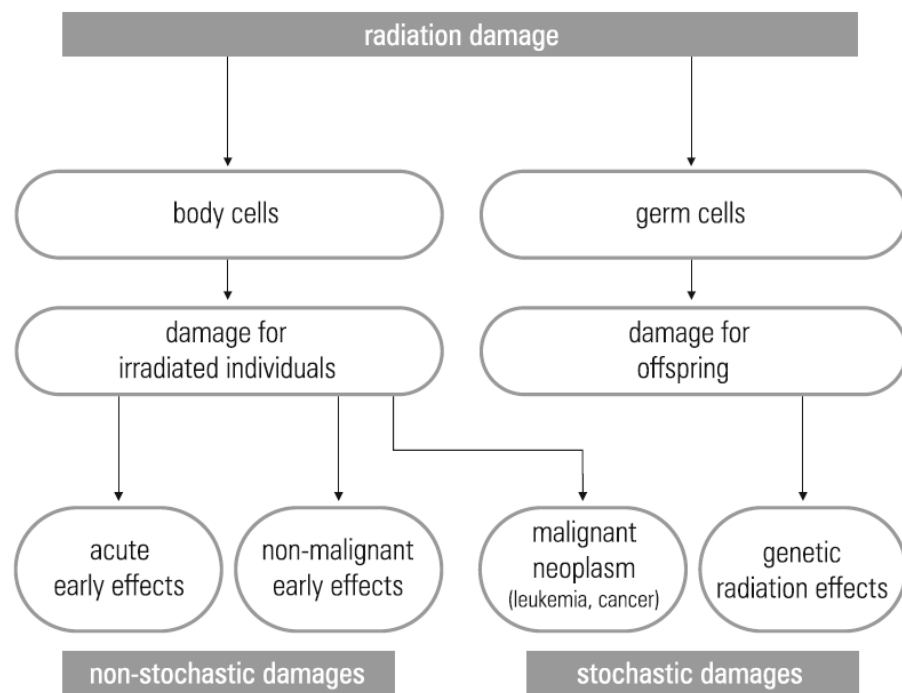 radiation damage
body cells
germ cells
damage for
irradiated individuals
damage for
offspring
acute
early effects
non-malignant
early effects
malignant
neoplasm
(leukemia, cancer)
genetic
radiation effects
non-stochastic damages
stochastic damages